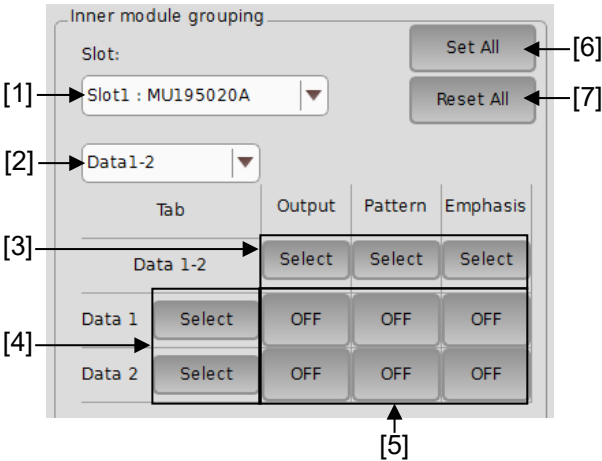 Inner module grouping
Slot:
Set All
[6]
[1]
Slot1 : MU195020A
Reset All
[7]
[2]
Data1-2
Tab
Output
Pattern
Emphasis
[3]
Data 1-2
Select
Select
Select
[4]
Data 1
Select
OFF
OFF
OFF
Data 2
Select
OFF
OFF
OFF
[5]